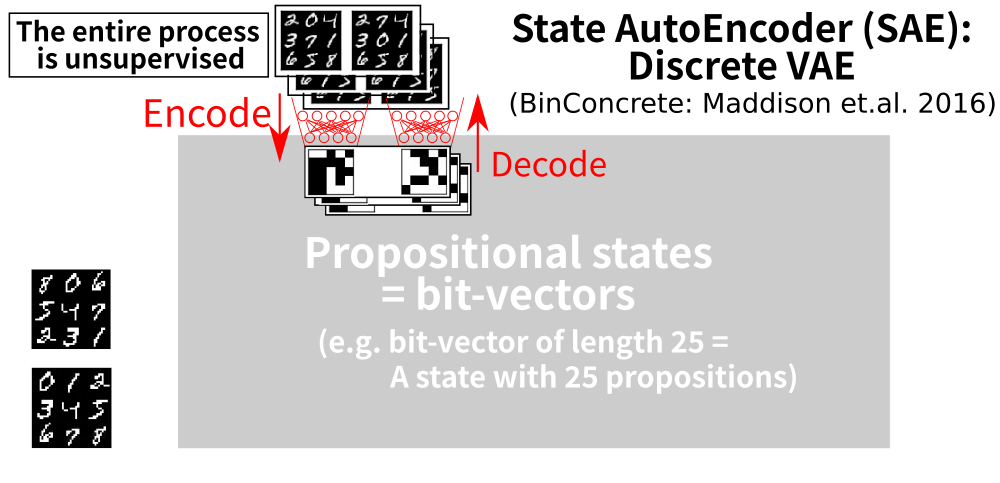 The entire process
is unsupervised
State AutoEncoder (SAE):
Discrete VAE
(BinConcrete: Maddison et.al. 2016)
2 0 4 2 7 4
3 7 1 3 0 1
6 5 8 6 5 8
Encode
Decode
Propositional states
= bit-vectors
(e.g. bit-vector of length 25 =
A state with 25 propositions)
8 0 6
5 4 7
2 3 1
0 1 2
3 4 5
6 7 8